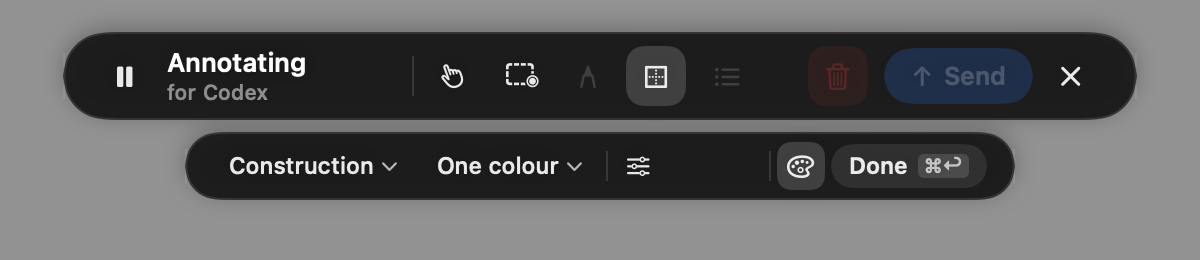 Annotating
for Codex
Send
Construction
One colour
Done ⌘↩